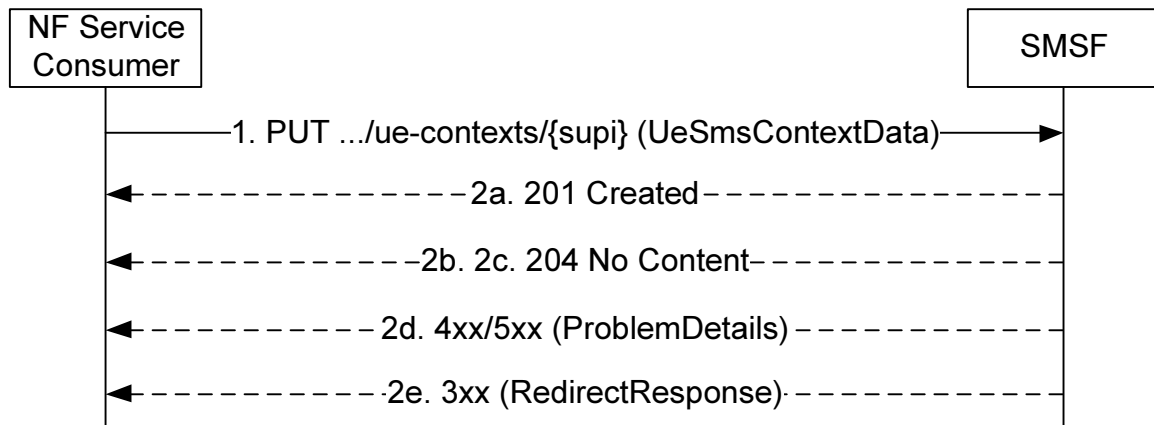 NF Service
Consumer
SMSF
1. PUT .../ue-contexts/{supi} (UeSmsContextData)
2a. 201 Created
2b. 2c. 204 No Content
2d. 4xx/5xx (ProblemDetails)
2e. 3xx (RedirectResponse)